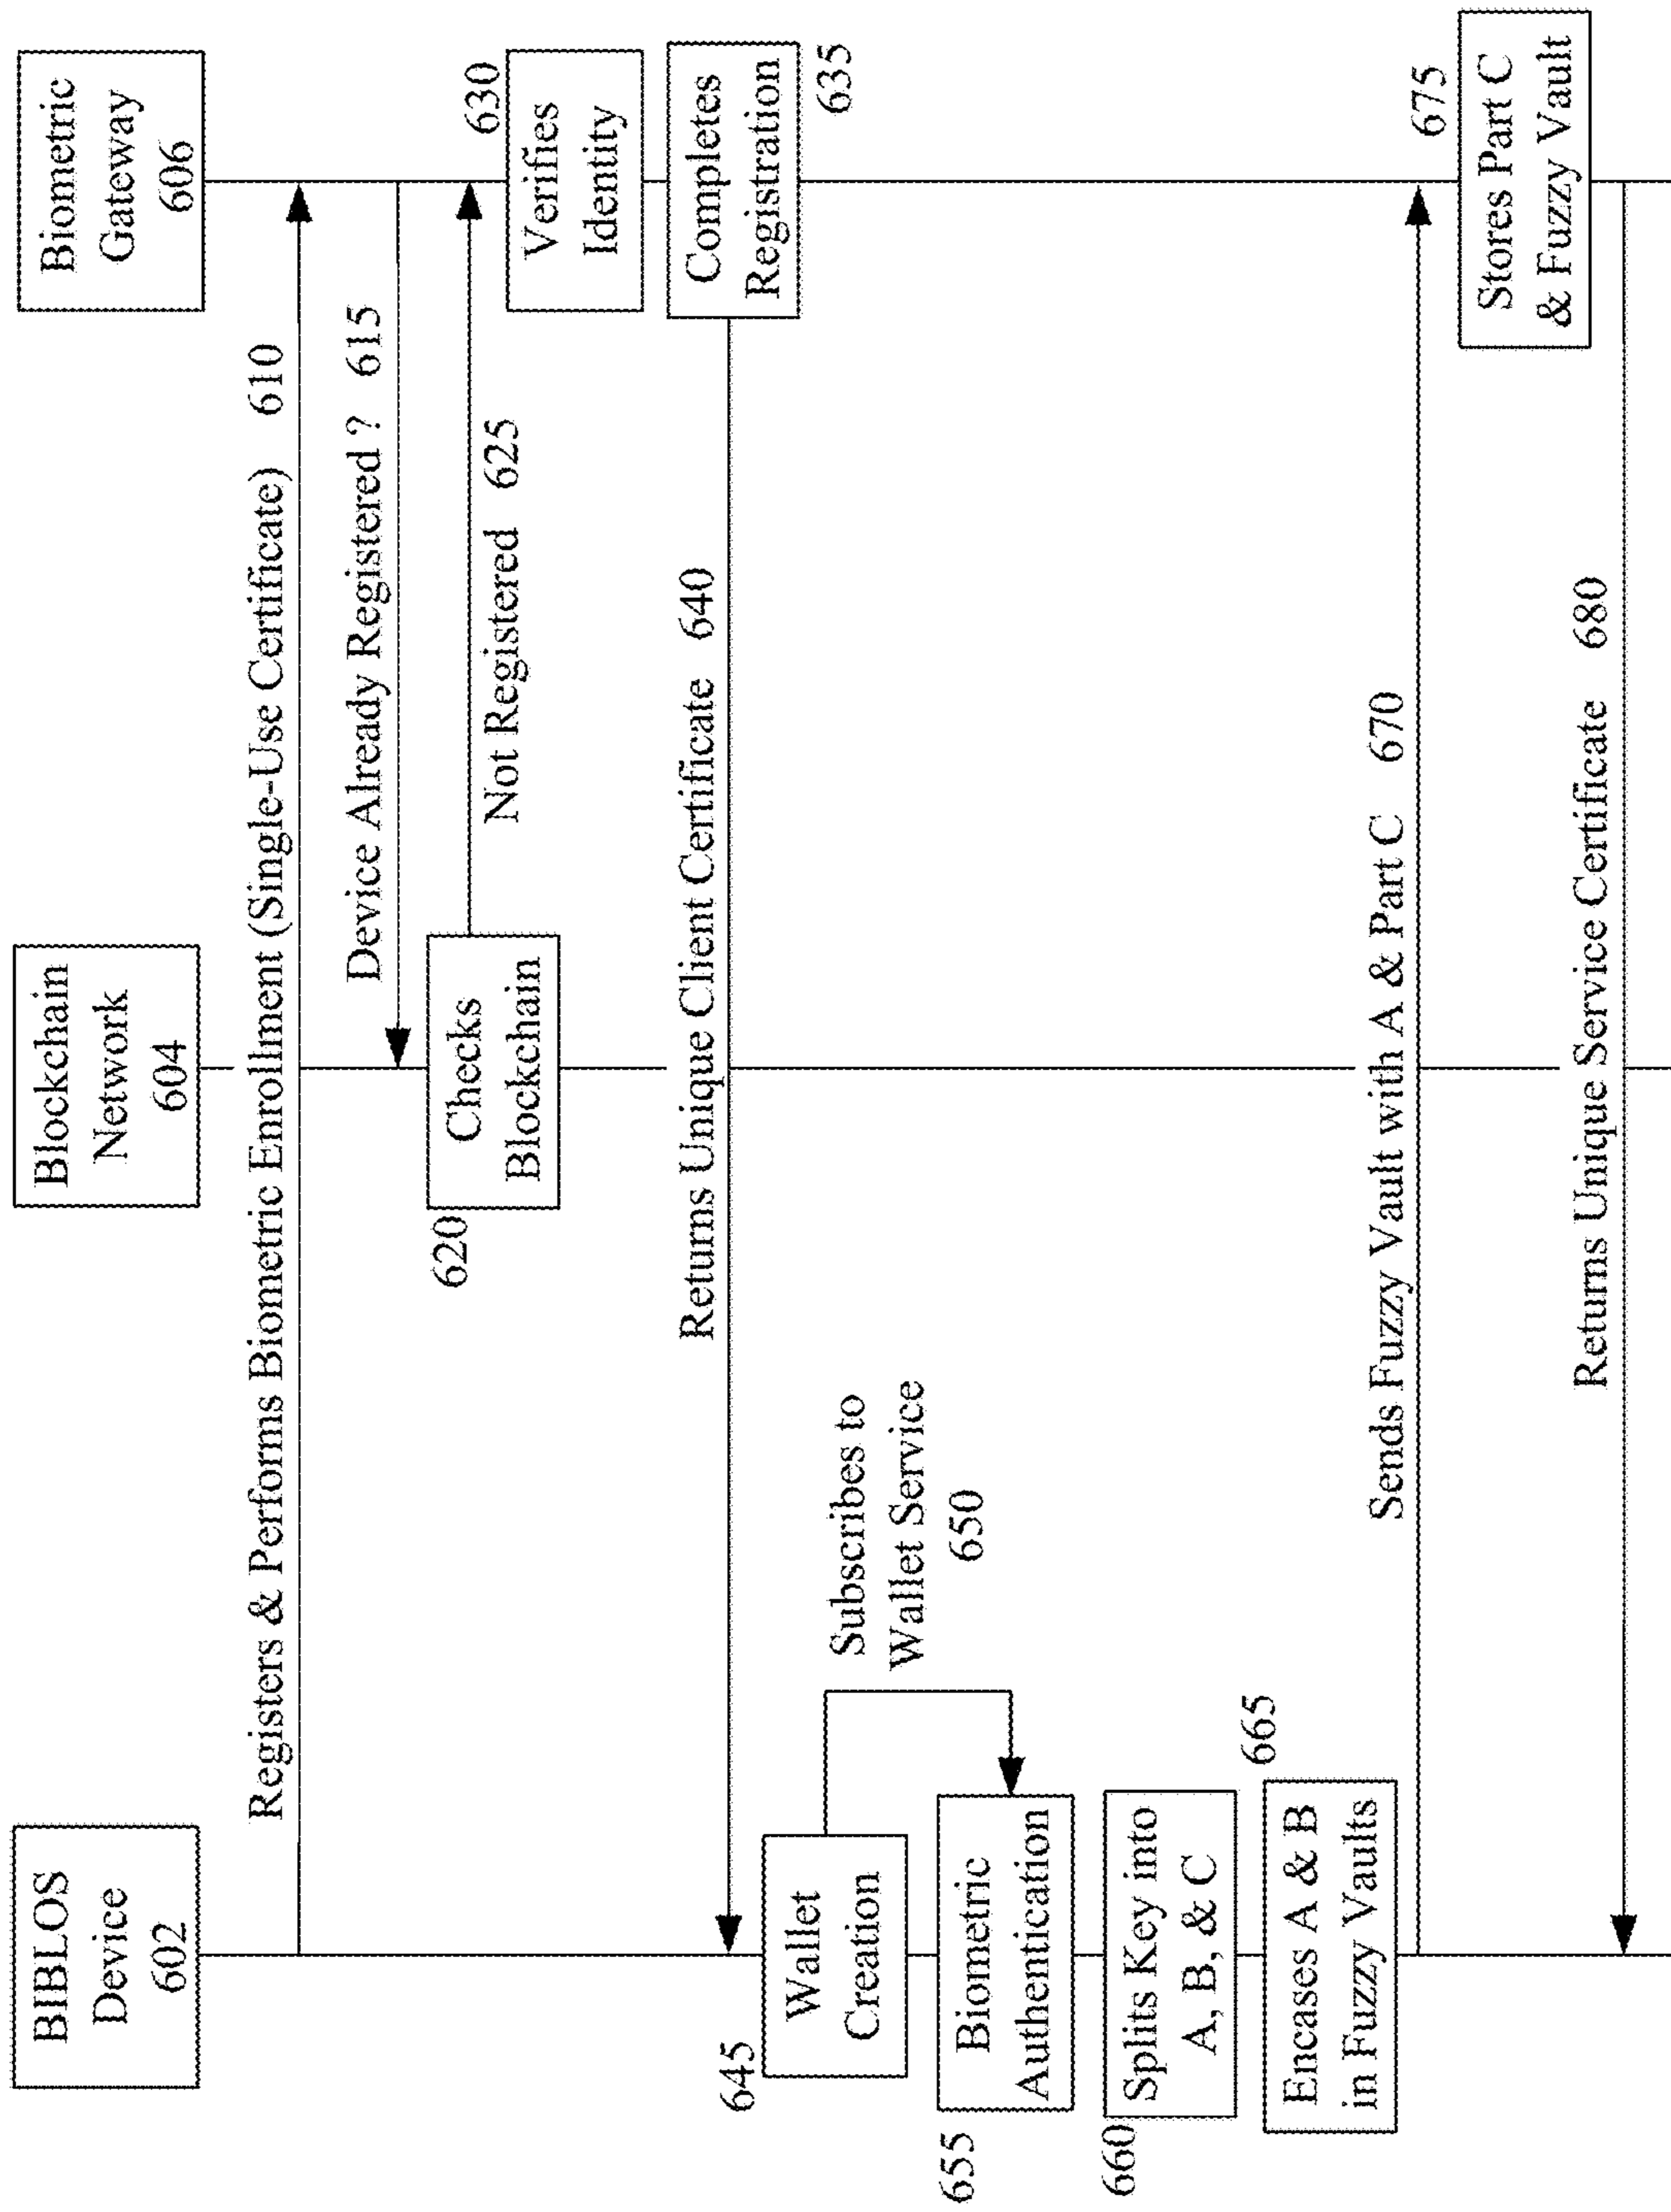 BIBLOS
Device
602
Blockchain
Network
604
Biometric
Gateway
606
Registers & Performs Biometric Enrollment (Single-Use Certificate) 610
Device Already Registered ? 615
620
Checks
Blockchain
Not Registered 625
630
Verifies
Identity
Completes
Registration
635
Returns Unique Client Certificate 640
645
Wallet
Creation
Subscribes to
Wallet Service
650
655
Biometric
Authentication
660
Splits Key into
A, B, & C
665
Encases A & B
in Fuzzy Vaults
Sends Fuzzy Vault with A & Part C 670
675
Stores Part C
& Fuzzy Vault
Returns Unique Service Certificate 680